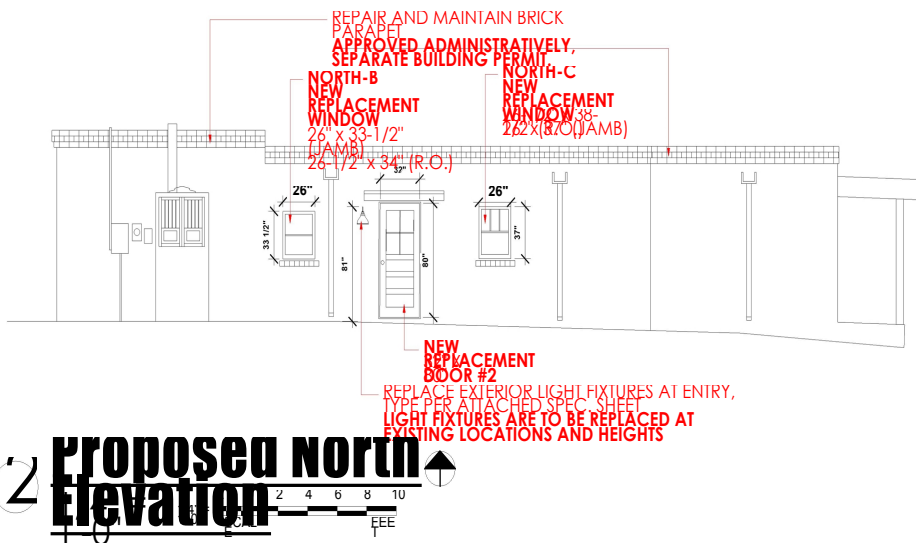 REPAIR AND MAINTAIN BRICK
PARAPET
APPROVED ADMINISTRATIVELY,
SEPARATE BUILDING PERMIT.
NORTH-B
NEW
REPLACEMENT
WINDOW
26" x 33-1/2"
(JAMB)
26-1/2" x 34" (R.O.)
NORTH-C
NEW
REPLACEMENT
WINDOW
(JAMB)
32"
26"
26"
33 1/2"
81"
80"
37"
NEW
REPLACEMENT
DOOR #2
REPLACE EXTERIOR LIGHT FIXTURES AT ENTRY,
TYPE PER ATTACHED SPEC. SHEET
LIGHT FIXTURES ARE TO BE REPLACED AT
EXISTING LOCATIONS AND HEIGHTS
2
Proposed North
Elevation
2 4 6 8 10
FEE
T